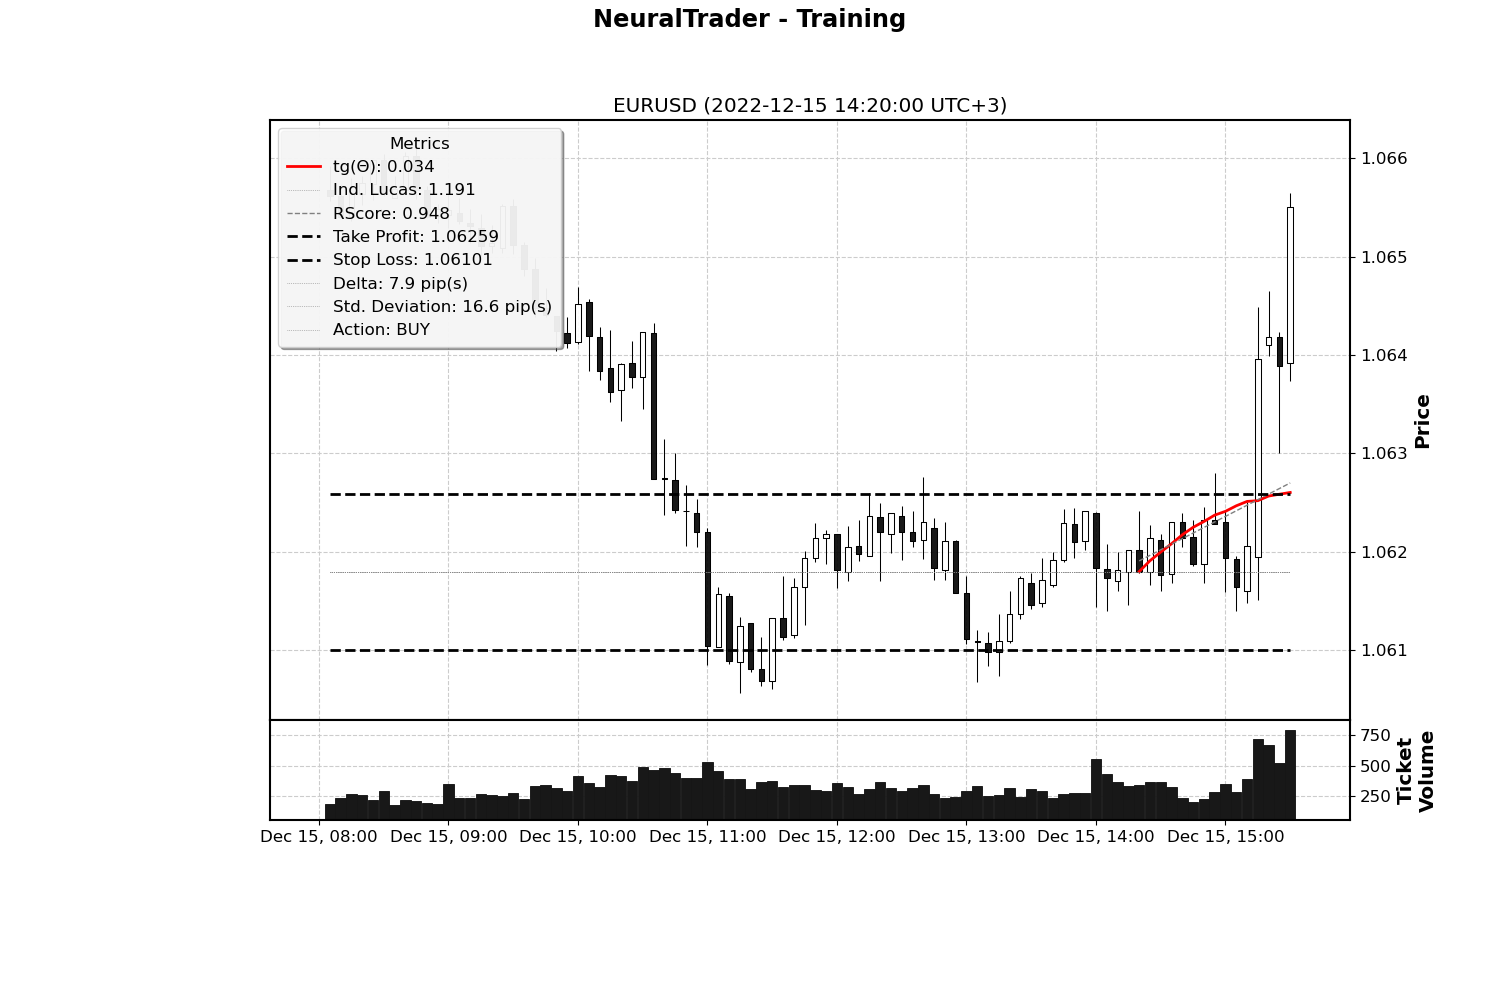 NeuralTrader - Training
EURUSD (2022-12-15 14:20:00 UTC+3)
Metrics
tg(Θ): 0.034
Ind. Lucas: 1.191
RScore: 0.948
Take Profit: 1.06259
Stop Loss: 1.06101
Delta: 7.9 pip(s)
Std. Deviation: 16.6 pip(s)
Action: BUY
1.066
1.065
1.064
1.063
1.062
1.061
Price
750
500
250
Ticket
Volume
Dec 15, 08:00 Dec 15, 09:00 Dec 15, 10:00 Dec 15, 11:00 Dec 15, 12:00 Dec 15, 13:00 Dec 15, 14:00 Dec 15, 15:00